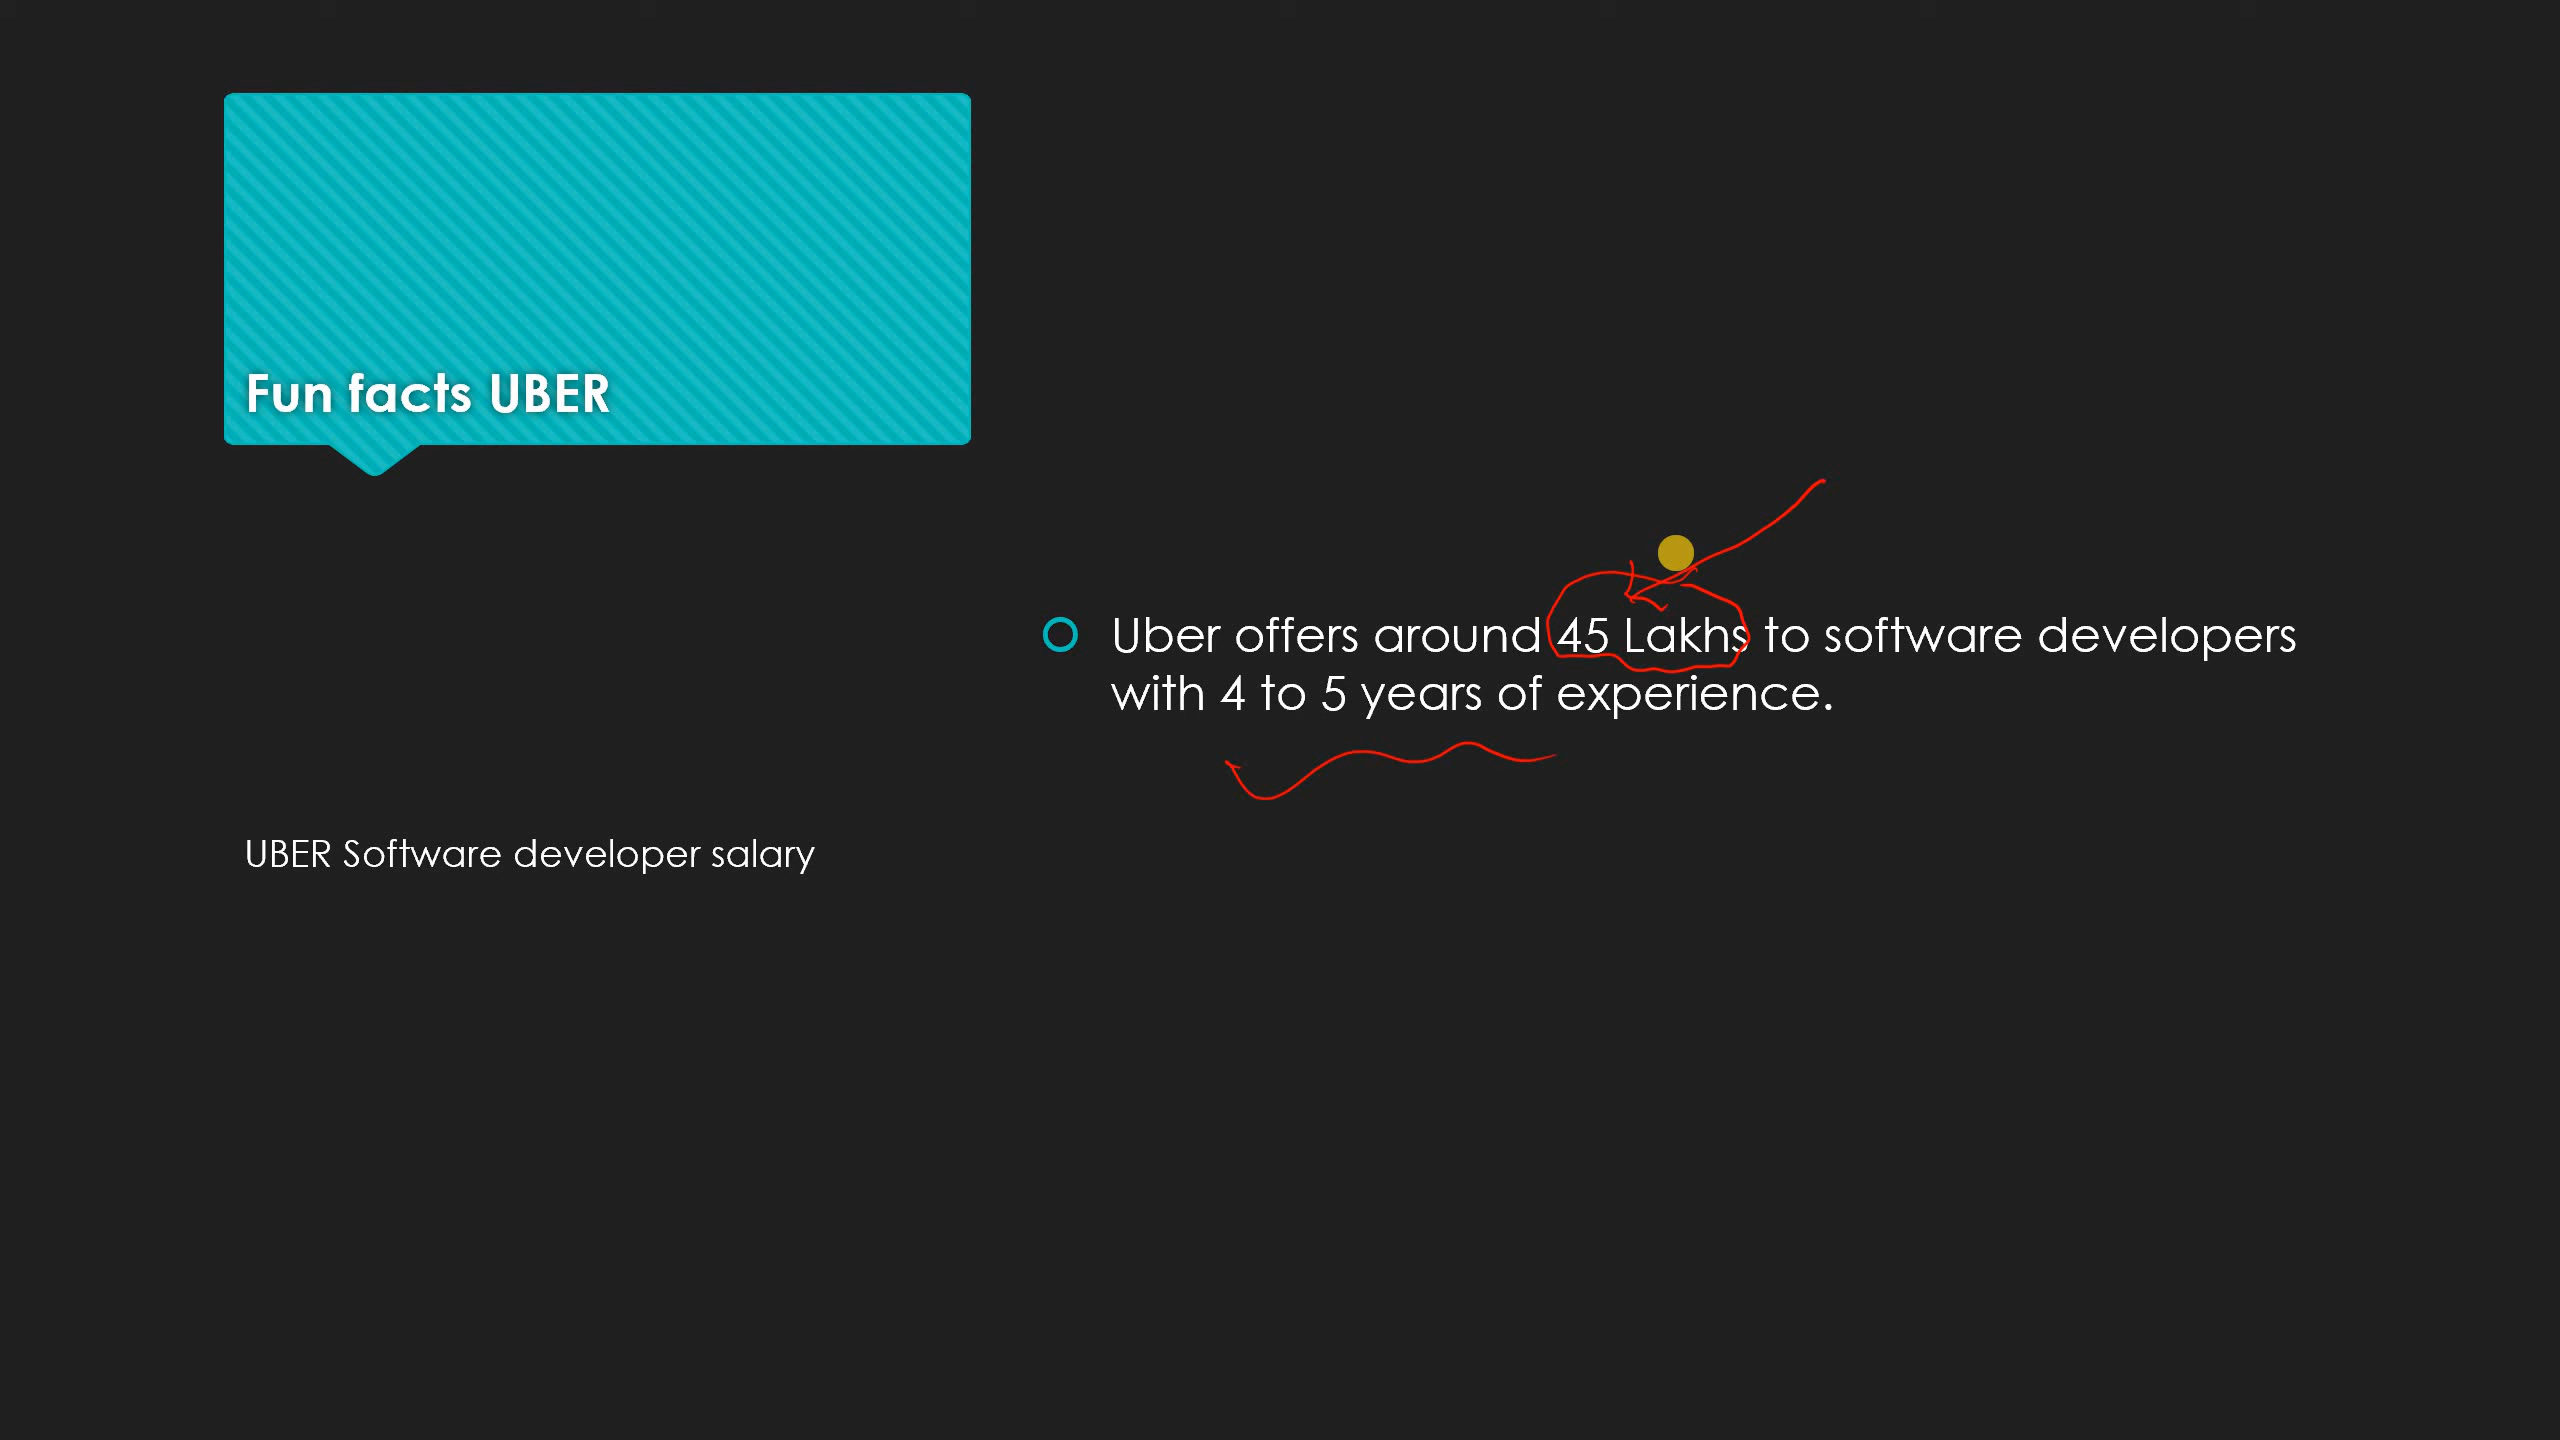 Fun facts UBER
Uber offers around 45 Lakhs to software developers
with 4 to 5 years of experience.
UBER Software developer salary